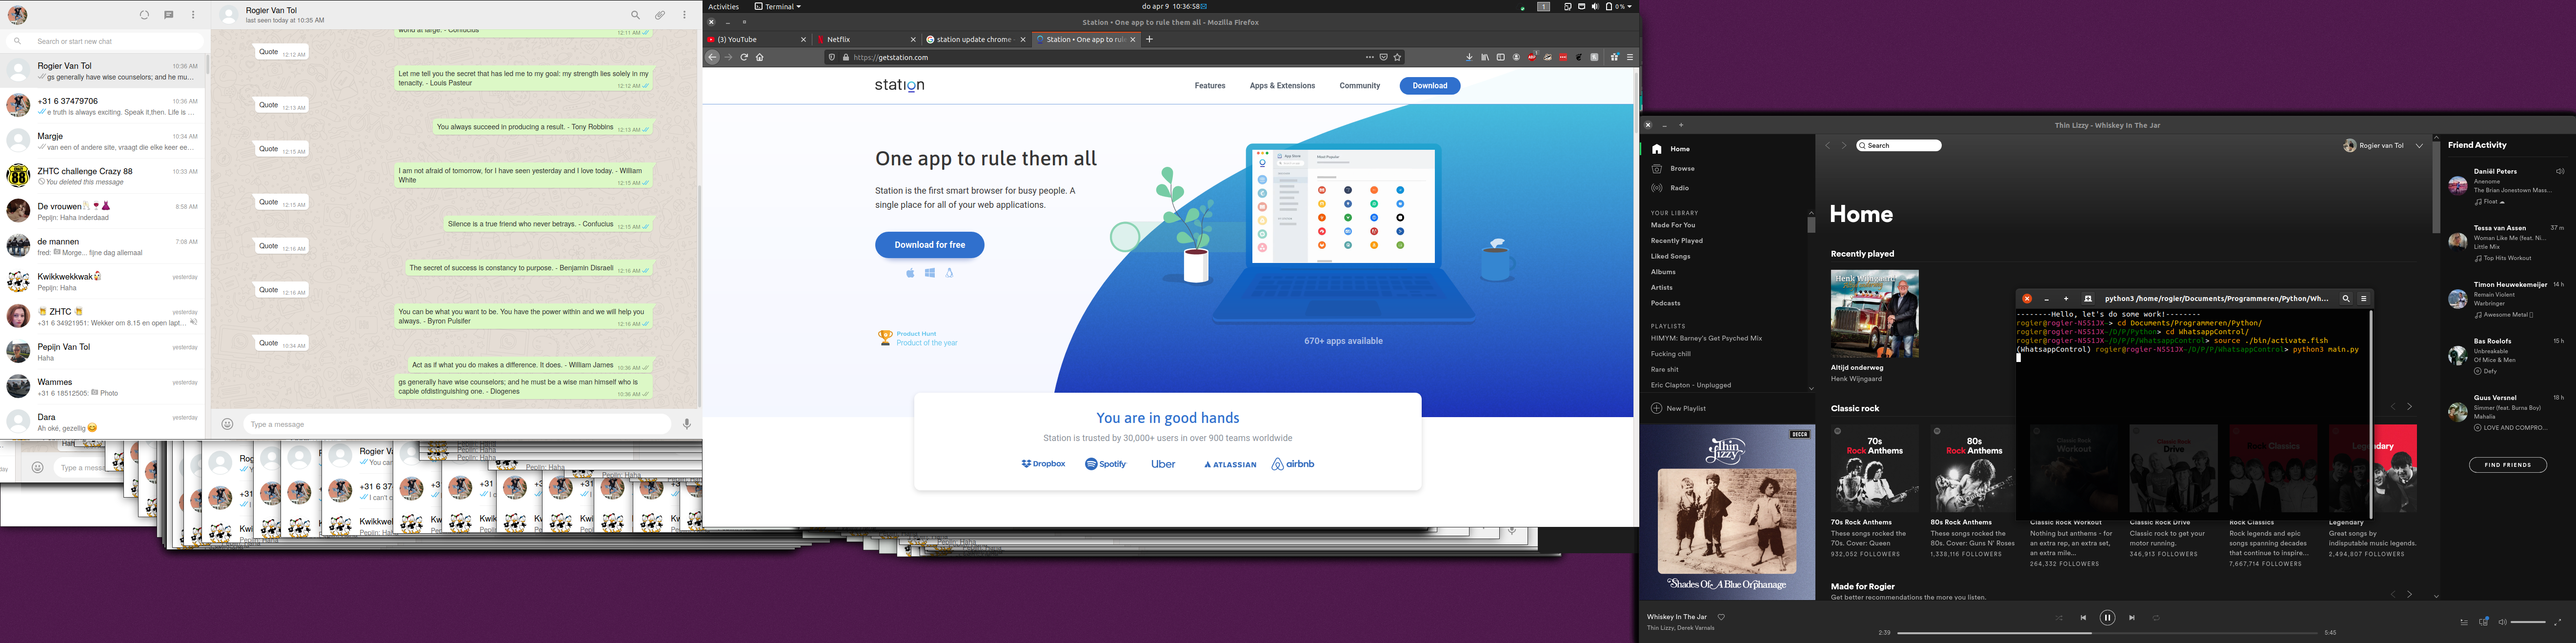 Rogier Van Tol
last seen today at 10:35 AM
Search or start new chat
Rogier Van Tol
10:36 AM
gs generally have wise counselors; and he mu…
+31 6 37479706
10:36 AM
e truth is always exciting. Speak it,then. Life is …
Margje
10:34 AM
van een of andere site, vraagt die elke keer ee…
ZHTC challenge Crazy 88
10:33 AM
You deleted this message
De vrouwen
8:58 AM
Pepijn: Haha inderdaad
de mannen
7:08 AM
fred: Morge... fijne dag allemaal
Kwikkwekkwak
yesterday
Pepijn: Haha
ZHTC
yesterday
+31 6 34921951: Wekker om 8.15 en open lapt…
Pepijn Van Tol
yesterday
Haha
Wammes
yesterday
+31 6 18512505: Photo
Dara
yesterday
Ah oké, gezellig
world at large. - Confucius
12:11 AM
Quote 12:12 AM
Let me tell you the secret that has led me to my goal: my strength lies solely in my
tenacity. - Louis Pasteur
12:12 AM
Quote 12:13 AM
You always succeed in producing a result. - Tony Robbins 12:13 AM
Quote 12:15 AM
I am not afraid of tomorrow, for I have seen yesterday and I love today. - William
White
12:15 AM
Quote 12:15 AM
Silence is a true friend who never betrays. - Confucius 12:15 AM
Quote 12:16 AM
The secret of success is constancy to purpose. - Benjamin Disraeli 12:16 AM
Quote 12:16 AM
You can be what you want to be. You have the power within and we will help you
always. - Byron Pulsifer
12:16 AM
Quote 10:34 AM
Act as if what you do makes a difference. It does. - William James 10:36 AM
gs generally have wise counselors; and he must be a wise man himself who is
capble ofdistinguishing one. - Diogenes
10:36 AM
Type a message
Activities
Terminal
do apr 9 10:36:58
1
0 %
Station • One app to rule them all - Mozilla Firefox
(3) YouTube
Netflix
station update chrome
Station • One app to rul
https://getstation.com
station
Features
Apps & Extensions
Community
Download
One app to rule them all
Station is the first smart browser for busy people. A
single place for all of your web applications.
Download for free
Product Hunt
Product of the year
670+ apps available
You are in good hands
Station is trusted by 30,000+ users in over 900 teams worldwide
Dropbox
Spotify
Uber
ATLASSIAN
airbnb
Thin Lizzy - Whiskey In The Jar
Home
Browse
Radio
YOUR LIBRARY
Made For You
Recently Played
Liked Songs
Albums
Artists
Podcasts
PLAYLISTS
HIMYM: Barney's Get Psyched Mix
Fucking chill
Rare shit
Eric Clapton - Unplugged
New Playlist
DECCA
Thin Lizzy
Shades Of A Blue Orphanage
Whiskey In The Jar
Thin Lizzy, Derek Varnals
Search
Rogier van Tol
Home
Recently played
Henk Wijngaard
Altijd onderweg
Henk Wijngaard
Classic rock
70s
Rock Anthems
80s
Rock Anthems
70s Rock Anthems
These songs rocked the
70s. Cover: Queen
932,052 FOLLOWERS
80s Rock Anthems
These songs rocked the
80s. Cover: Guns N' Roses
1,338,116 FOLLOWERS
Classic Rock Workout
Nothing but anthems - for
an extra rep, an extra set,
an extra mile...
264,332 FOLLOWERS
Classic Rock Drive
Classic rock to get your
motor running.
346,913 FOLLOWERS
Rock Classics
Rock legends and epic
songs spanning decades
that continue to inspire...
7,667,714 FOLLOWERS
Legendary
Great songs by
indisputable music legends.
2,494,807 FOLLOWERS
Made for Rogier
Get better recommendations the more you listen.
2:39
5:45
python3 /home/rogier/Documents/Programmeren/Python/Wh…
--------Hello, let's do some work!--------
rogier@rogier-N551JX ~> cd Documents/Programmeren/Python/
rogier@rogier-N551JX ~/D/P/Python> cd WhatsappControl/
rogier@rogier-N551JX ~/D/P/P/WhatsappControl> source ./bin/activate.fish
(WhatsappControl) rogier@rogier-N551JX ~/D/P/P/WhatsappControl> python3 main.py
Friend Activity
Daniël Peters
Anenome
The Brian Jonestown Mass...
Float
Tessa van Assen
37 m
Woman Like Me (feat. Ni...
Little Mix
Top Hits Workout
Timon Heuwekemeijer
14 h
Remain Violent
Warbringer
Awesome Metal
Bas Roelofs
15 h
Unbreakable
Of Mice & Men
Defy
Guus Versnel
18 h
Simmer (feat. Burna Boy)
Mahalia
LOVE AND COMPRO...
FIND FRIENDS